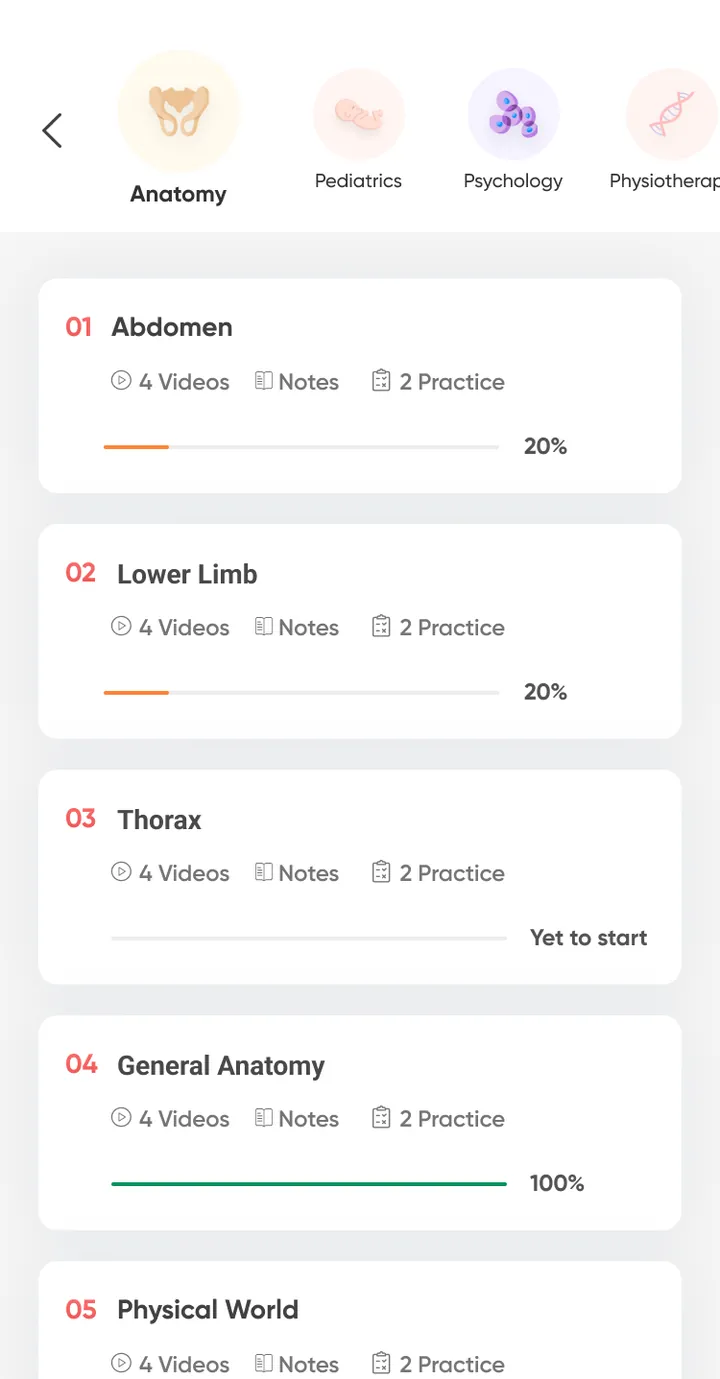 Anatomy
Pediatrics
Psychology
Physiotherap
01 Abdomen
4 Videos Notes 2 Practice
20%
02 Lower Limb
4 Videos Notes 2 Practice
20%
03 Thorax
4 Videos Notes 2 Practice
Yet to start
04 General Anatomy
4 Videos Notes 2 Practice
100%
05 Physical World
4 Videos Notes 2 Practice